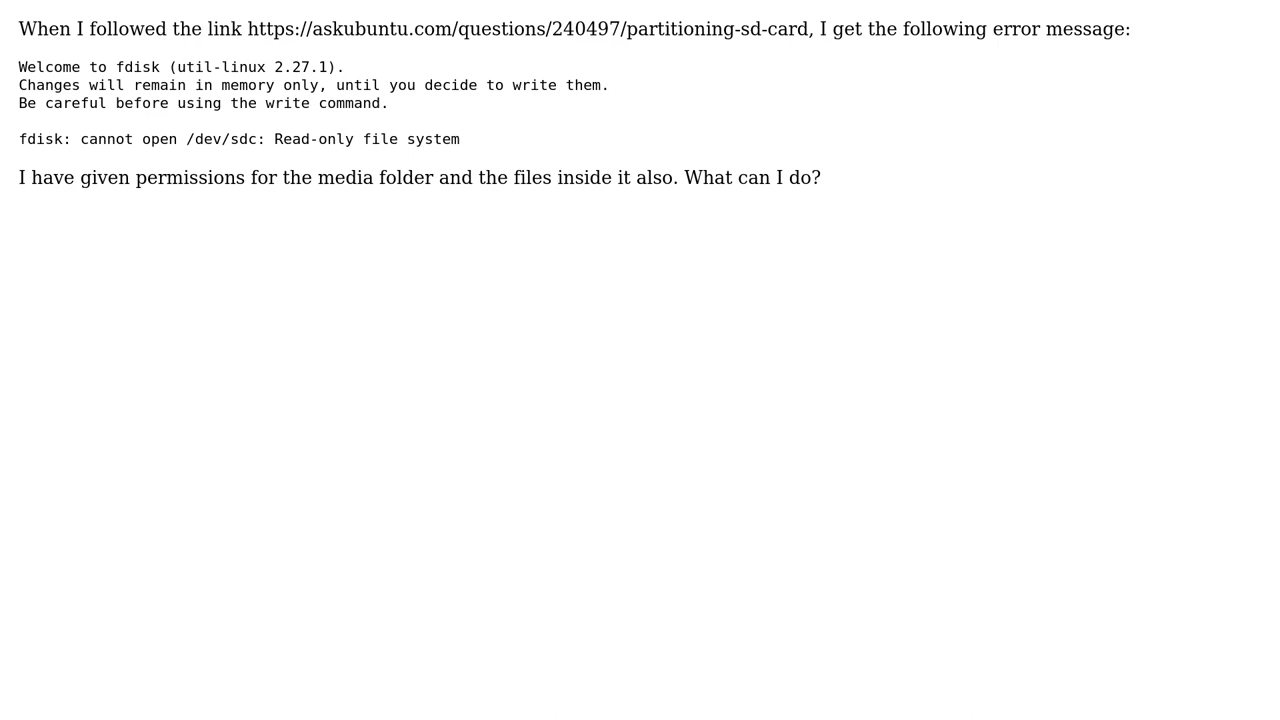 When I followed the link https://askubuntu.com/questions/240497/partitioning-sd-card, I get the following error message:
Welcome to fdisk (util-linux 2.27.1).
Changes will remain in memory only, until you decide to write them.
Be careful before using the write command.
fdisk: cannot open /dev/sdc: Read-only file system
I have given permissions for the media folder and the files inside it also. What can I do?